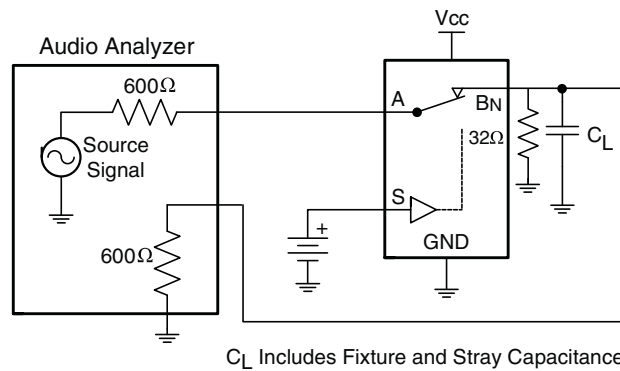 Vcc
Audio Analyzer
600Ω
A
BN
Source
Signal
32Ω
CL
S
+
600Ω
GND
CL Includes Fixture and Stray Capacitance